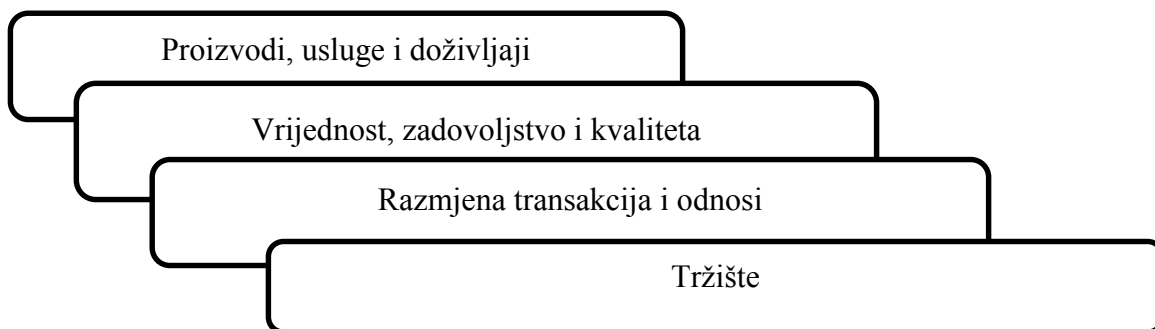 Proizvodi, usluge i doživljaji
Vrijednost, zadovoljstvo i kvaliteta
Razmjena transakcija i odnosi
Tržište